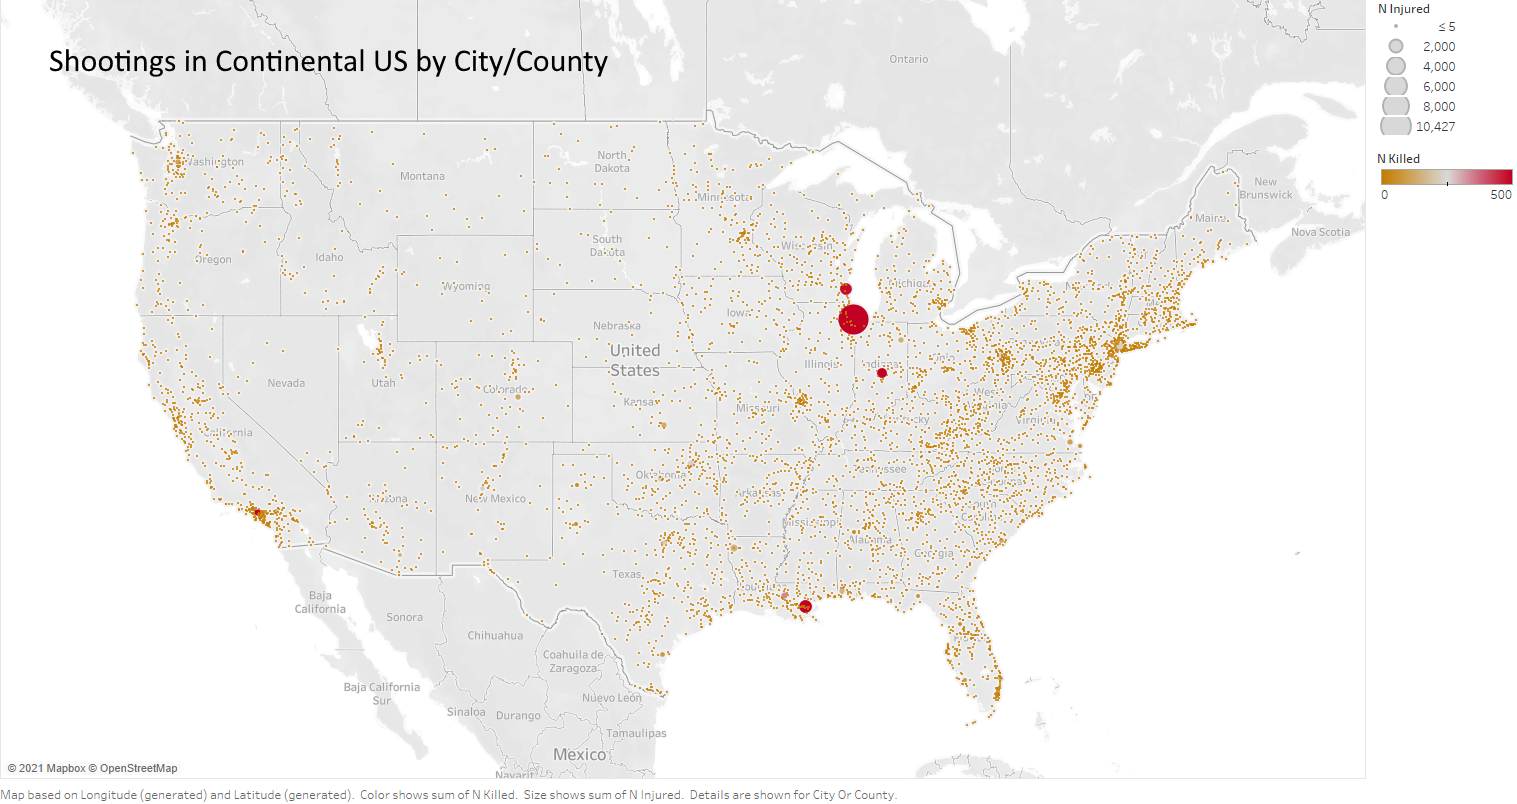 Shootings in Continental US by City/County
N Injured
≤ 5
2,000
4,000
6,000
8,000
10,427
N Killed
0
500
Ontario
New
Brunswick
Nova Scotia
Washington
Montana
North
Dakota
Minnesota
Oregon
Idaho
South
Dakota
Wisconsin
Michigan
Wyoming
Iowa
Nebraska
United
States
Illinois
Indiana
Nevada
Utah
Colorado
Kansas
Missouri
West
Virginia
Virginia
California
Tennessee
Oklahoma
Arizona
New Mexico
Arkansas
Mississippi
Alabama
Georgia
Texas
Louisiana
Baja
California
Sonora
Chihuahua
Coahuila de
Zaragoza
Baja California
Sur
Nuevo León
Sinaloa
Durango
Tamaulipas
Mexico
Nayarit
© 2021 Mapbox © OpenStreetMap
Map based on Longitude (generated) and Latitude (generated). Color shows sum of N Killed. Size shows sum of N Injured. Details are shown for City Or County.